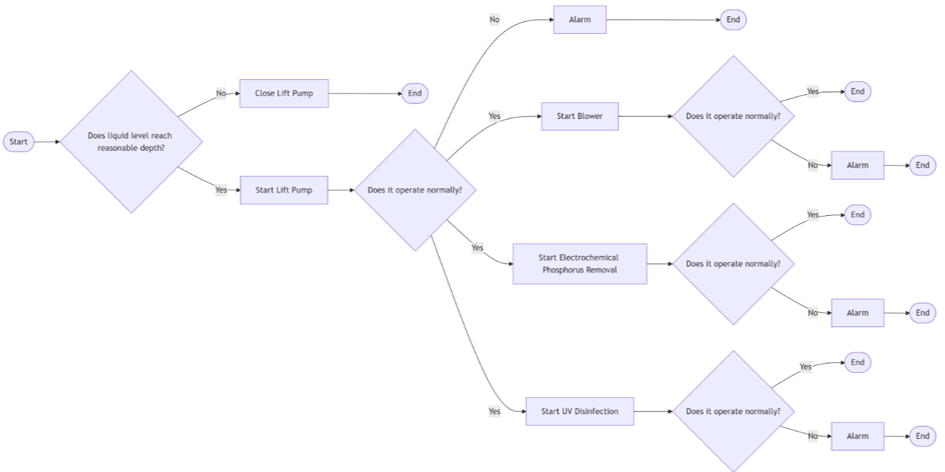 Start
Does liquid level reach
reasonable depth?
No
Close Lift Pump
End
Yes
Start Lift Pump
Does it operate normally?
No
Alarm
End
Yes
Start Blower
Does it operate normally?
Yes
End
No
Alarm
End
Yes
Start Electrochemical
Phosphorus Removal
Does it operate normally?
Yes
End
No
Alarm
End
Yes
Start UV Disinfection
Does it operate normally?
Yes
End
No
Alarm
End